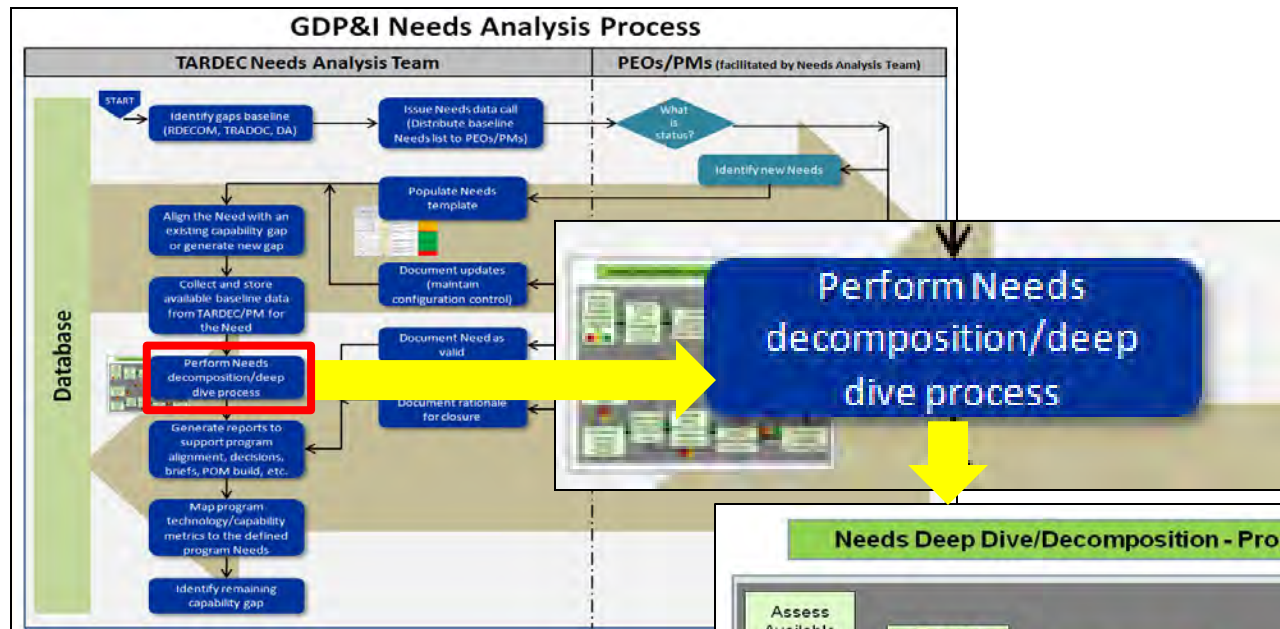 GDP&I Needs Analysis Process
TARDEC Needs Analysis Team
PEOs/PMs (facilitated by Needs Analysis Team)
Database
START
Identify gaps baseline
(RDECOM, TRADOC, DA)
Issue Needs data call
(Distribute baseline
Needs list to PEOs/PMs)
What
is
status?
Identify new Needs
Populate Needs
template
Align the Need with an
existing capability gap
or generate new gap
Document updates
(maintain
configuration control)
Collect and store
available baseline data
from TARDEC/PM for
the Need
Document Need as
valid
Perform Needs
decomposition/deep
dive process
Document rationale
for closure
Generate reports to
support program
alignment, decisions,
briefs, POM build, etc.
Map program
technology/capability
metrics to the defined
program Needs
Identify remaining
capability gap
Perform Needs
decomposition/deep
dive process
Needs Deep Dive/Decomposition - Pro
Assess
Available